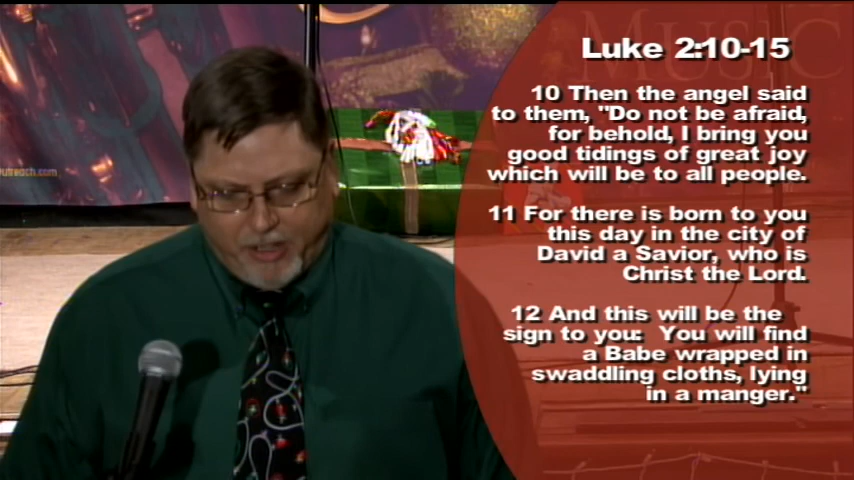 MUSIC
Luke 2:10-15
10 Then the angel said
to them, "Do not be afraid,
for behold, I bring you
good tidings of great joy
which will be to all people.
11 For there is born to you
this day in the city of
David a Savior, who is
Christ the Lord.
12 And this will be the
sign to you: You will find
a Babe wrapped in
swaddling cloths, lying
in a manger."
outreach.com